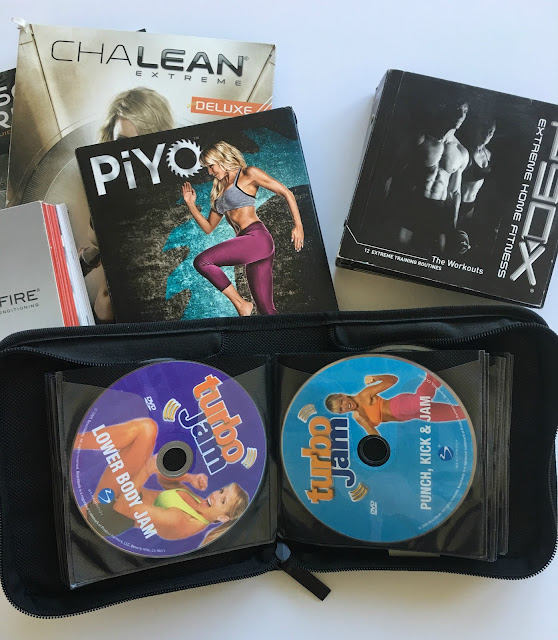 CHALEAN
EXTREME
DELUXE
PiYO
FIRE®
P90X
EXTREME HOME FITNESS
The Workouts
12 EXTREME TRAINING ROUTINES
turbo
jam
LOWER BODY JAM
DVD
turbo
jam
PUNCH, KICK & JAM
DVD